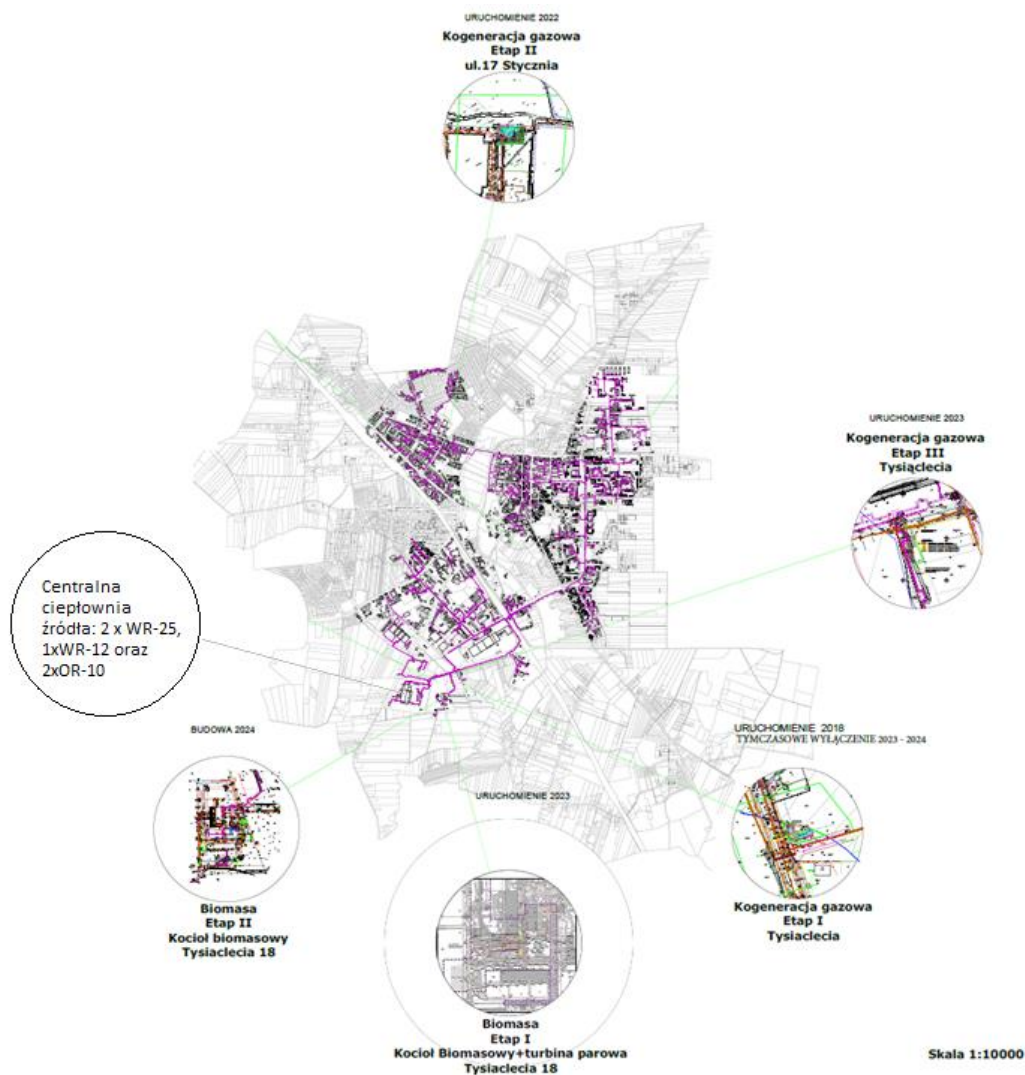 URUCHOMIENIE 2022
Kogeneracja gazowa
Etap II
ul.17 Stycznia
URUCHOMIENIE 2023
Kogeneracja gazowa
Etap III
Tysiąclecia
Centralna
ciepłownia
źródła: 2 x WR-25,
1xWR-12 oraz
2xOR-10
BUDOWA 2024
Biomasa
Etap II
Kocioł biomasowy
Tysiaclecia 18
URUCHOMIENIE 2023
Biomasa
Etap I
Kocioł Biomasowy+turbina parowa
Tysiaclecia 18
URUCHOMIENIE 2018
TYMCZASOWE WYŁĄCZENIE 2023 - 2024
Kogeneracja gazowa
Etap I
Tysiaclecia
Skala 1:10000